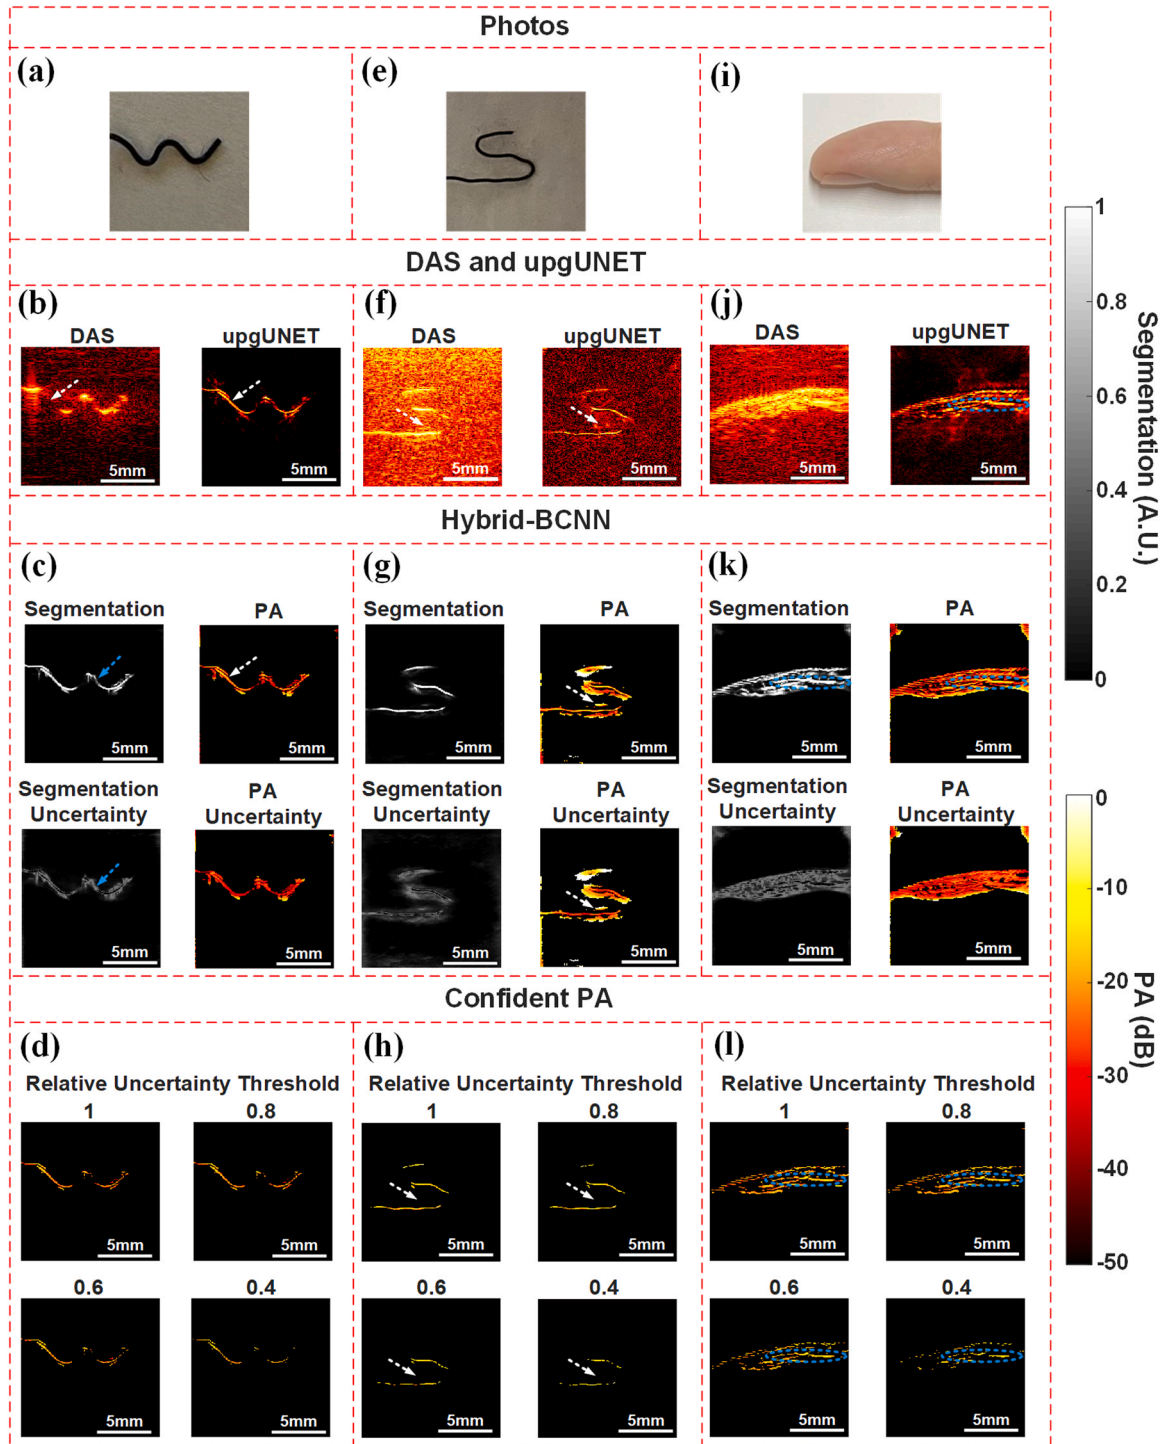 Photos
(a) (e) (i)
DAS and upgUNET
(b) (f) (j)
DAS upgUNET DAS upgUNET DAS upgUNET
5mm 5mm 5mm 5mm 5mm 5mm
Hybrid-BCNN
(c) (g) (k)
Segmentation PA Segmentation PA Segmentation PA
5mm 5mm 5mm 5mm 5mm 5mm
Segmentation PA Segmentation PA Segmentation PA
Uncertainty Uncertainty Uncertainty Uncertainty Uncertainty Uncertainty
5mm 5mm 5mm 5mm 5mm 5mm
Confident PA
(d) (h) (l)
Relative Uncertainty Threshold Relative Uncertainty Threshold Relative Uncertainty Threshold
1 0.8 1 0.8 1 0.8
5mm 5mm 5mm 5mm 5mm 5mm
0.6 0.4 0.6 0.4 0.6 0.4
5mm 5mm 5mm 5mm 5mm 5mm
1
0.8
0.6
0.4
0.2
0
Segmentation (A.U.)
0
-10
-20
-30
-40
-50
PA (dB)